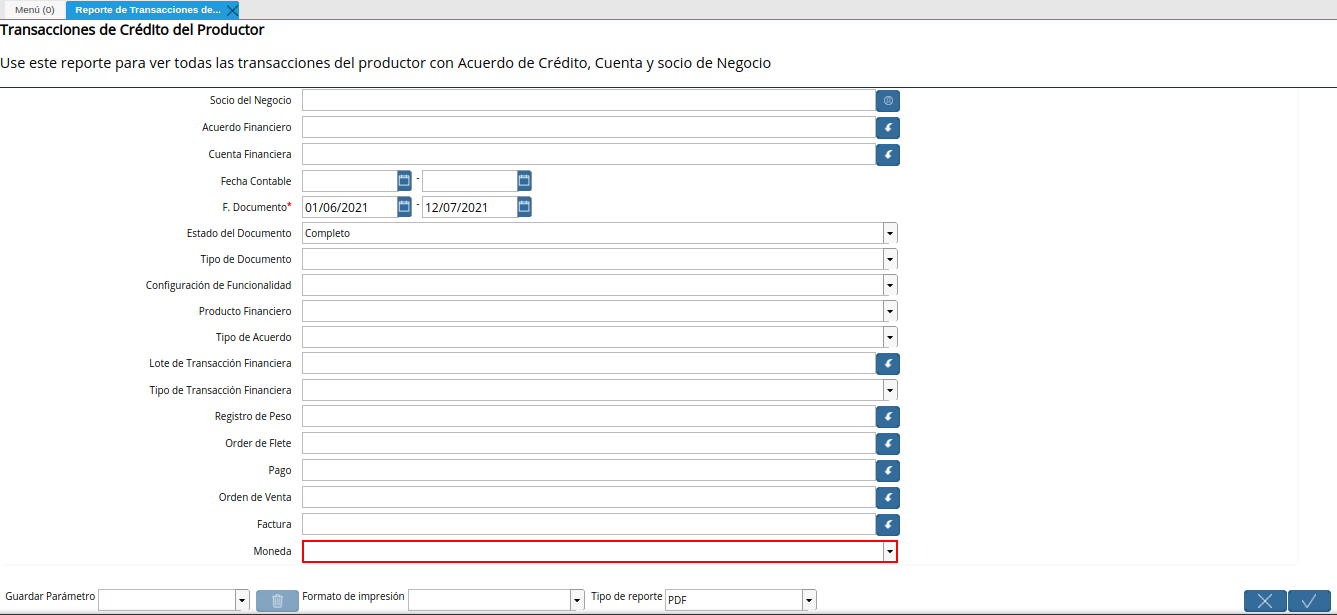 Menú (0) Reporte de Transacciones de...
Transacciones de Crédito del Productor
Use este reporte para ver todas las transacciones del productor con Acuerdo de Crédito, Cuenta y socio de Negocio
Socio del Negocio
Acuerdo Financiero
Cuenta Financiera
Fecha Contable -
F. Documento* 01/06/2021 - 12/07/2021
Estado del Documento Completo
Tipo de Documento
Configuración de Funcionalidad
Producto Financiero
Tipo de Acuerdo
Lote de Transacción Financiera
Tipo de Transacción Financiera
Registro de Peso
Order de Flete
Pago
Orden de Venta
Factura
Moneda
Guardar Parámetro Formato de impresión Tipo de reporte PDF